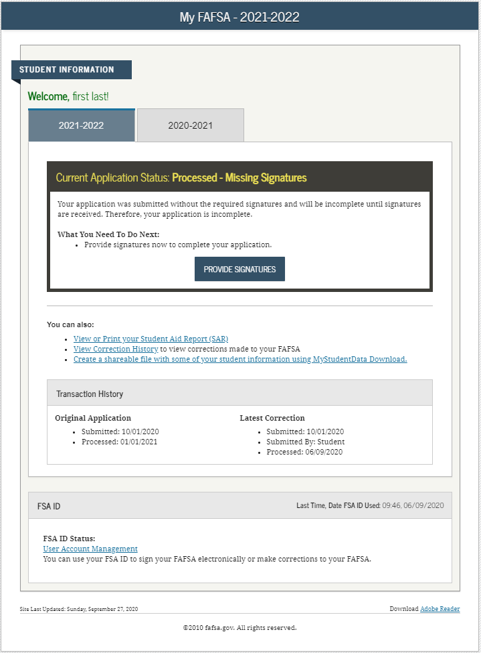 My FAFSA - 2021-2022
STUDENT INFORMATION
Welcome, first last!
2021-2022
2020-2021
Current Application Status: Processed - Missing Signatures
Your application was submitted without the required signatures and will be incomplete until signatures
are received. Therefore, your application is incomplete.
What You Need To Do Next:
• Provide signatures now to complete your application.
PROVIDE SIGNATURES
You can also:
• View or Print your Student Aid Report (SAR)
• View Correction History to view corrections made to your FAFSA
• Create a shareable file with some of your student information using MyStudentData Download.
Transaction History
Original Application
• Submitted: 10/01/2020
• Processed: 01/01/2021
Latest Correction
• Submitted: 10/01/2020
• Submitted By: Student
• Processed: 06/09/2020
FSA ID
Last Time, Date FSA ID Used: 09:46, 06/09/2020
FSA ID Status:
User Account Management
You can use your FSA ID to sign your FAFSA electronically or make corrections to your FAFSA.
Site Last Updated: Sunday, September 27, 2020
Download Adobe Reader
©2010 fafsa.gov. All rights reserved.